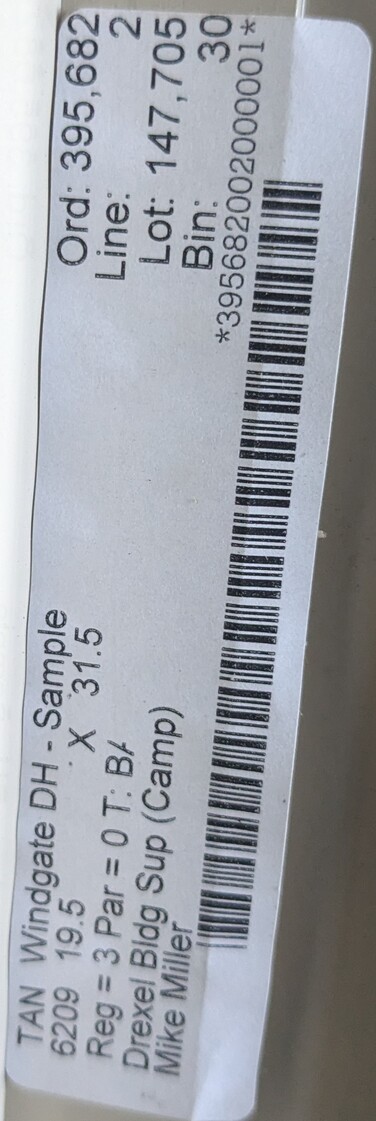 TAN Windgate DH - Sample Ord: 395,682
6209 19.5 X 31.5 Line: 2
Reg = 3 Par = 0 T: BA Lot: 147,705
Drexel Bldg Sup (Camp) Bin: 30
Mike Miller *395682002000001*